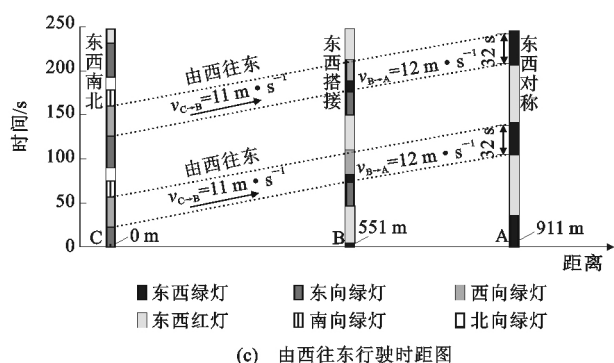 250
200
150
100
50
0
时间/s
东西南北
东西搭接
东西对称
由西往东
v_C→B=11 m·s⁻¹
v_B→A=12 m·s⁻¹
32 s
由西往东
v_C→B=11 m·s⁻¹
v_B→A=12 m·s⁻¹
32 s
C 0 m
B 551 m
A 911 m
距离
东西绿灯 东向绿灯 西向绿灯
东西红灯 南向绿灯 北向绿灯
(c) 由西往东行驶时距图